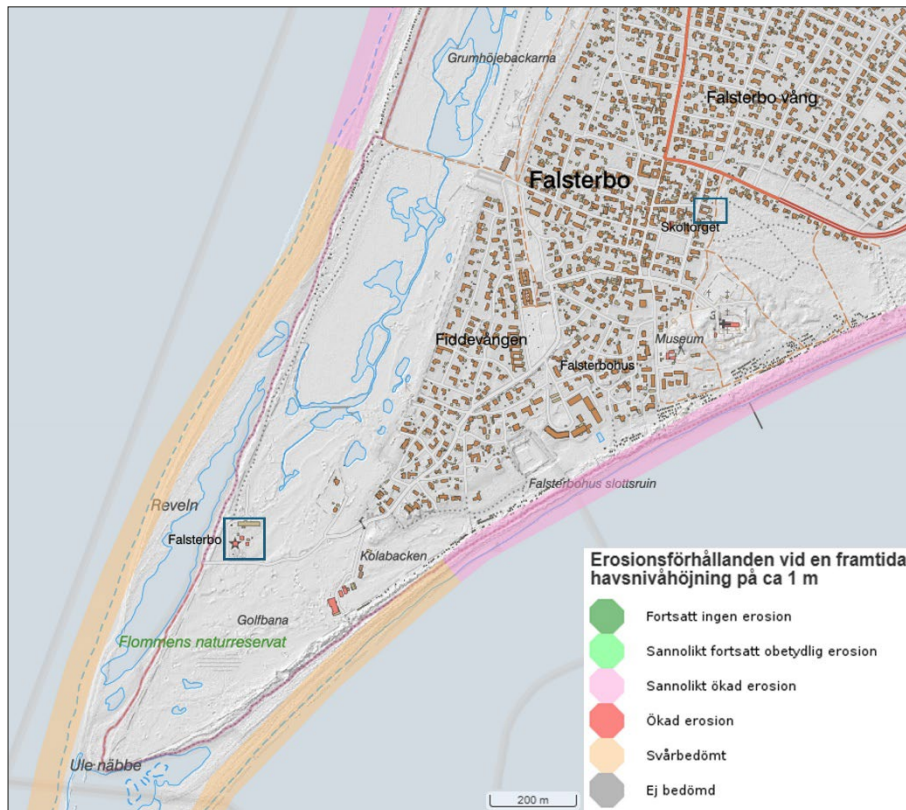 Grumhöjebackarna
Falsterbo vång
Falsterbo
Skoltorget
Museum
Fiddevången
Falsterbohus
Falsterbohus slottsruin
Reveln
Falsterbo
Kolabacken
Golfbana
Flommens naturreservat
Ule näbbe
200 m
Erosionsförhållanden vid en framtida
havsnivåhöjning på ca 1 m
Fortsatt ingen erosion
Sannolikt fortsatt obetydlig erosion
Sannolikt ökad erosion
Ökad erosion
Svårbedömt
Ej bedömd